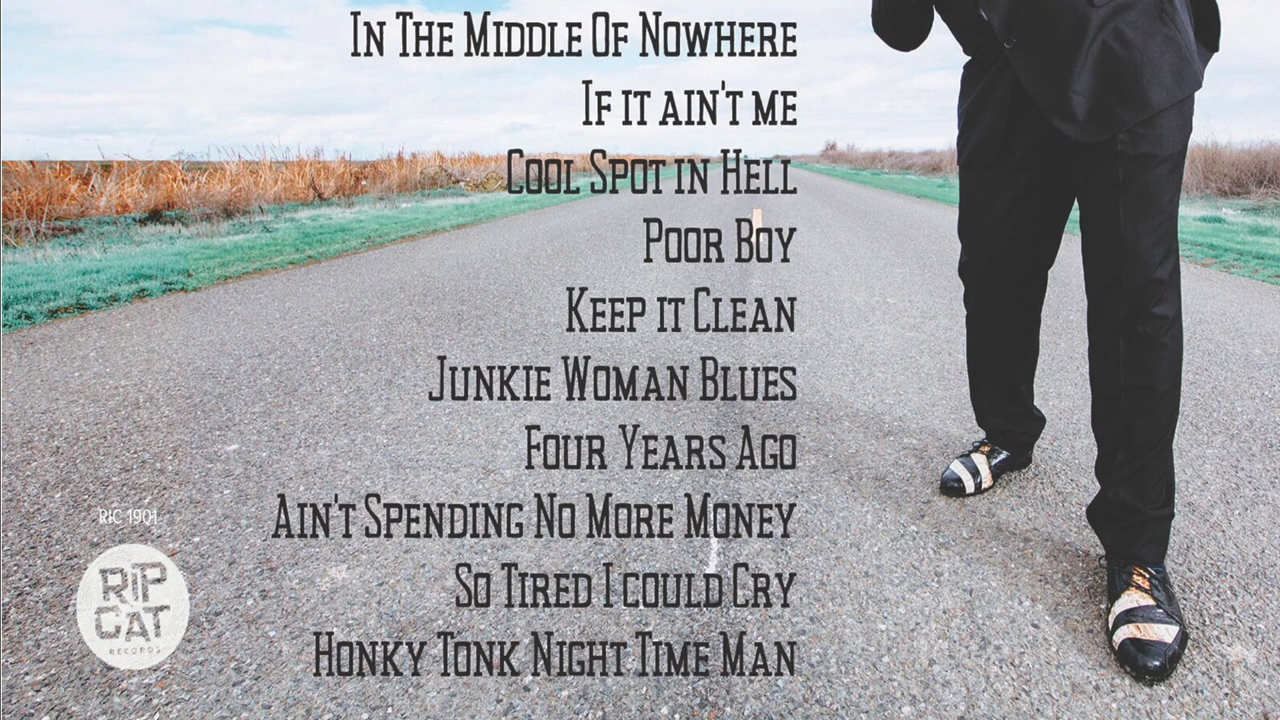 In The Middle Of Nowhere
If it ain't me
Cool Spot in Hell
Poor Boy
Keep it Clean
Junkie Woman Blues
Four Years Ago
Ain't Spending No More Money
So Tired I could Cry
Honky Tonk Night Time Man
RIC 1901
RIP
CAT
RECORDS